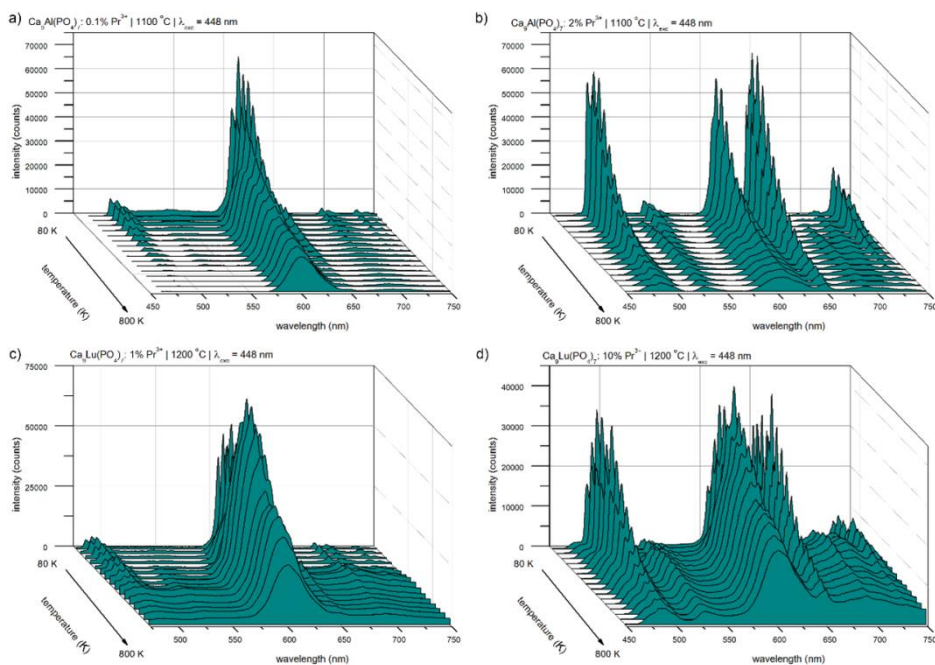 a) Ca₉Al(PO₄)₇: 0.1% Pr³⁺ | 1100 °C | λexc = 448 nm
intensity (counts)
70000
60000
50000
40000
30000
20000
10000
0
80 K
temperature (K)
800 K
450 500 550 600 650 700 750
wavelength (nm)
b) Ca₉Al(PO₄)₇: 2% Pr³⁺ | 1100 °C | λexc = 448 nm
intensity (counts)
70000
60000
50000
40000
30000
20000
10000
0
80 K
temperature (K)
800 K
450 500 550 600 650 700 750
wavelength (nm)
c) Ca₉Lu(PO₄)₇: 1% Pr³⁺ | 1200 °C | λexc = 448 nm
intensity (counts)
75000
50000
25000
0
80 K
temperature (K)
800 K
500 550 600 650 700 750
wavelength (nm)
d) Ca₉Lu(PO₄)₇: 10% Pr³⁺ | 1200 °C | λexc = 448 nm
intensity (counts)
40000
30000
20000
10000
0
80 K
temperature (K)
800 K
450 500 550 600 650 700 750
wavelength (nm)